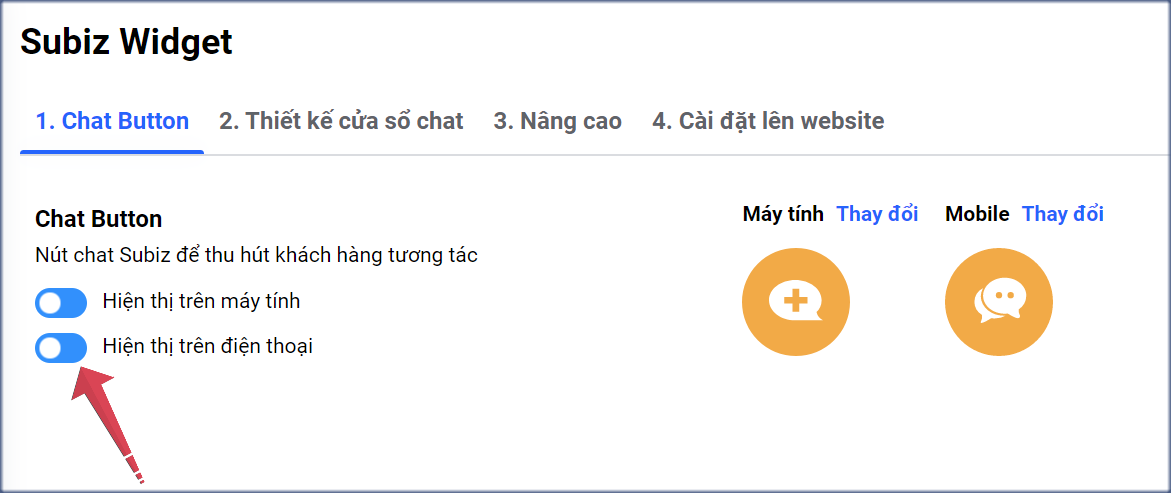 Subiz Widget
1. Chat Button 2. Thiết kế cửa sổ chat 3. Nâng cao 4. Cài đặt lên website
Chat Button
Nút chat Subiz để thu hút khách hàng tương tác
Hiện thị trên máy tính
Hiện thị trên điện thoại
Máy tính Thay đổi Mobile Thay đổi